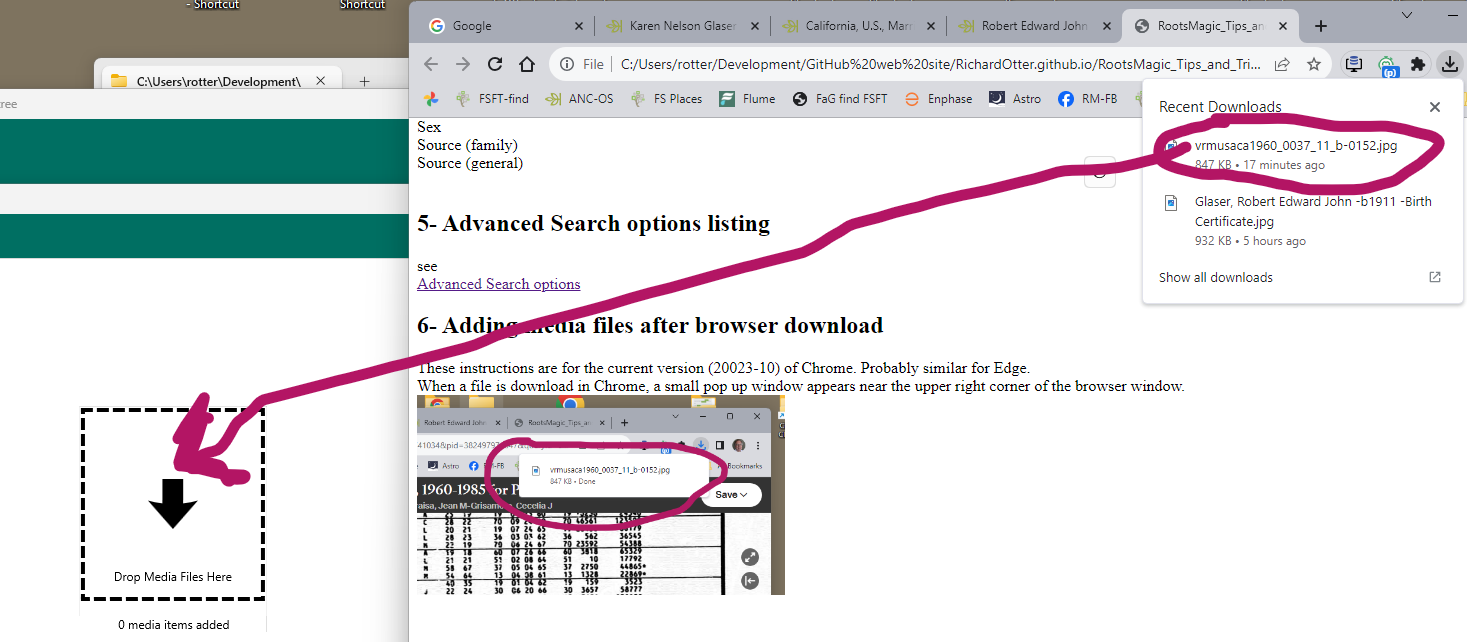 - Shortcut
Shortcut
Google
Karen Nelson Glaser
California, U.S., Marr
Robert Edward John
RootsMagic_Tips_an
C:\Users\rotter\Development\
File
C:/Users/rotter/Development/GitHub%20web%20site/RichardOtter.github.io/RootsMagic_Tips_and_Tri...
ree
FSFT-find
ANC-OS
FS Places
Flume
FaG find FSFT
Enphase
Astro
RM-FB
Recent Downloads
vrmusaca1960_0037_11_b-0152.jpg
847 KB • 17 minutes ago
Glaser, Robert Edward John -b1911 -Birth
Certificate.jpg
932 KB • 5 hours ago
Show all downloads
Sex
Source (family)
Source (general)
5- Advanced Search options listing
see
Advanced Search options
6- Adding media files after browser download
These instructions are for the current version (20023-10) of Chrome. Probably similar for Edge.
When a file is download in Chrome, a small pop up window appears near the upper right corner of the browser window.
Robert Edward John
RootsMagic_Tips_an
Astro
Bookmarks
vrmusaca1960_0037_11_b-0152.jpg
847 KB • Done
1960-1985 for
Save
Jean M-Grisam
Cecelia J
Drop Media Files Here
0 media items added